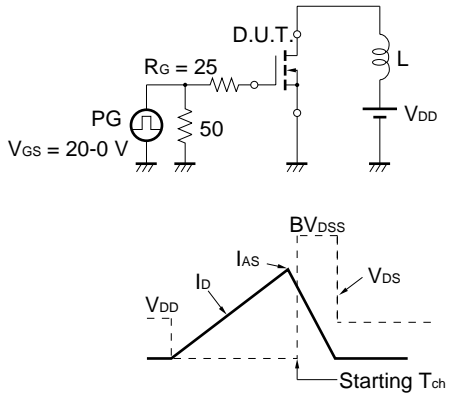 D.U.T.
RG = 25
L
PG
50
VDD
VGS = 20-0 V
BVDSS
IAS
ID
VDS
VDD
Starting Tch